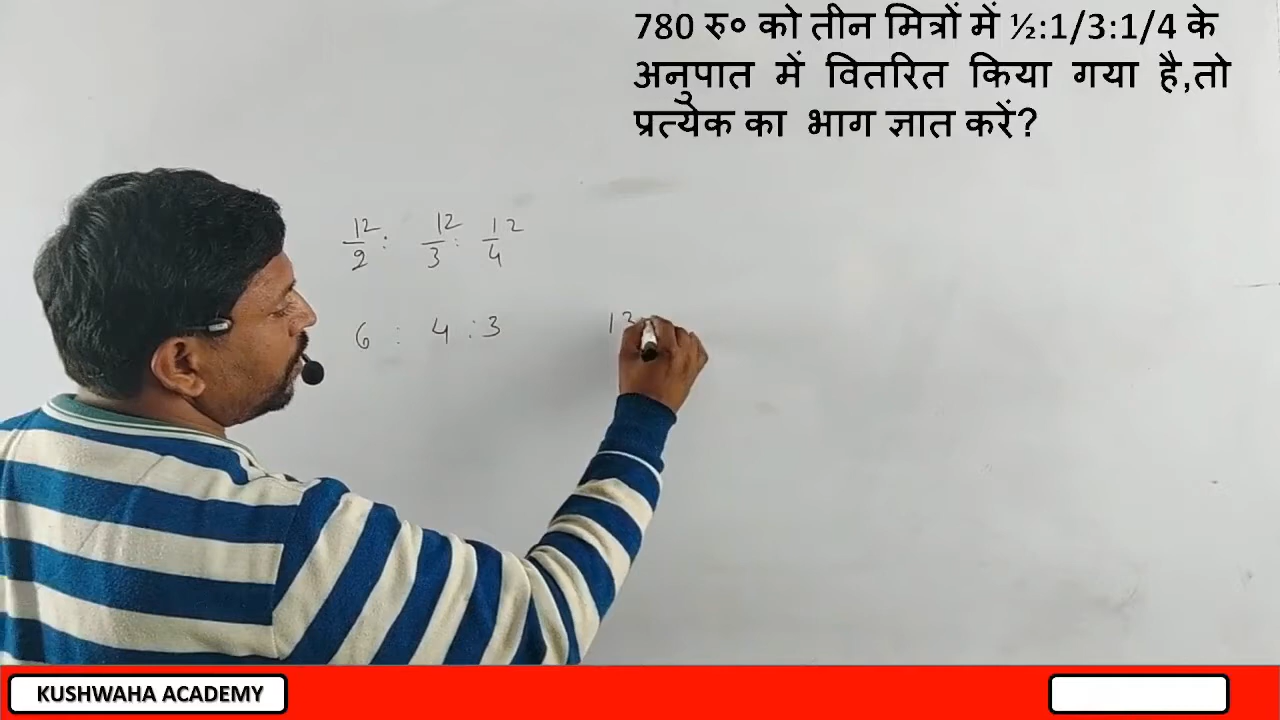 780 रु० को तीन मित्रों में ½:1/3:1/4 के
अनुपात में वितरित किया गया है,तो
प्रत्येक का भाग ज्ञात करें?
12/2 : 12/3 : 12/4
6 : 4 : 3
KUSHWAHA ACADEMY